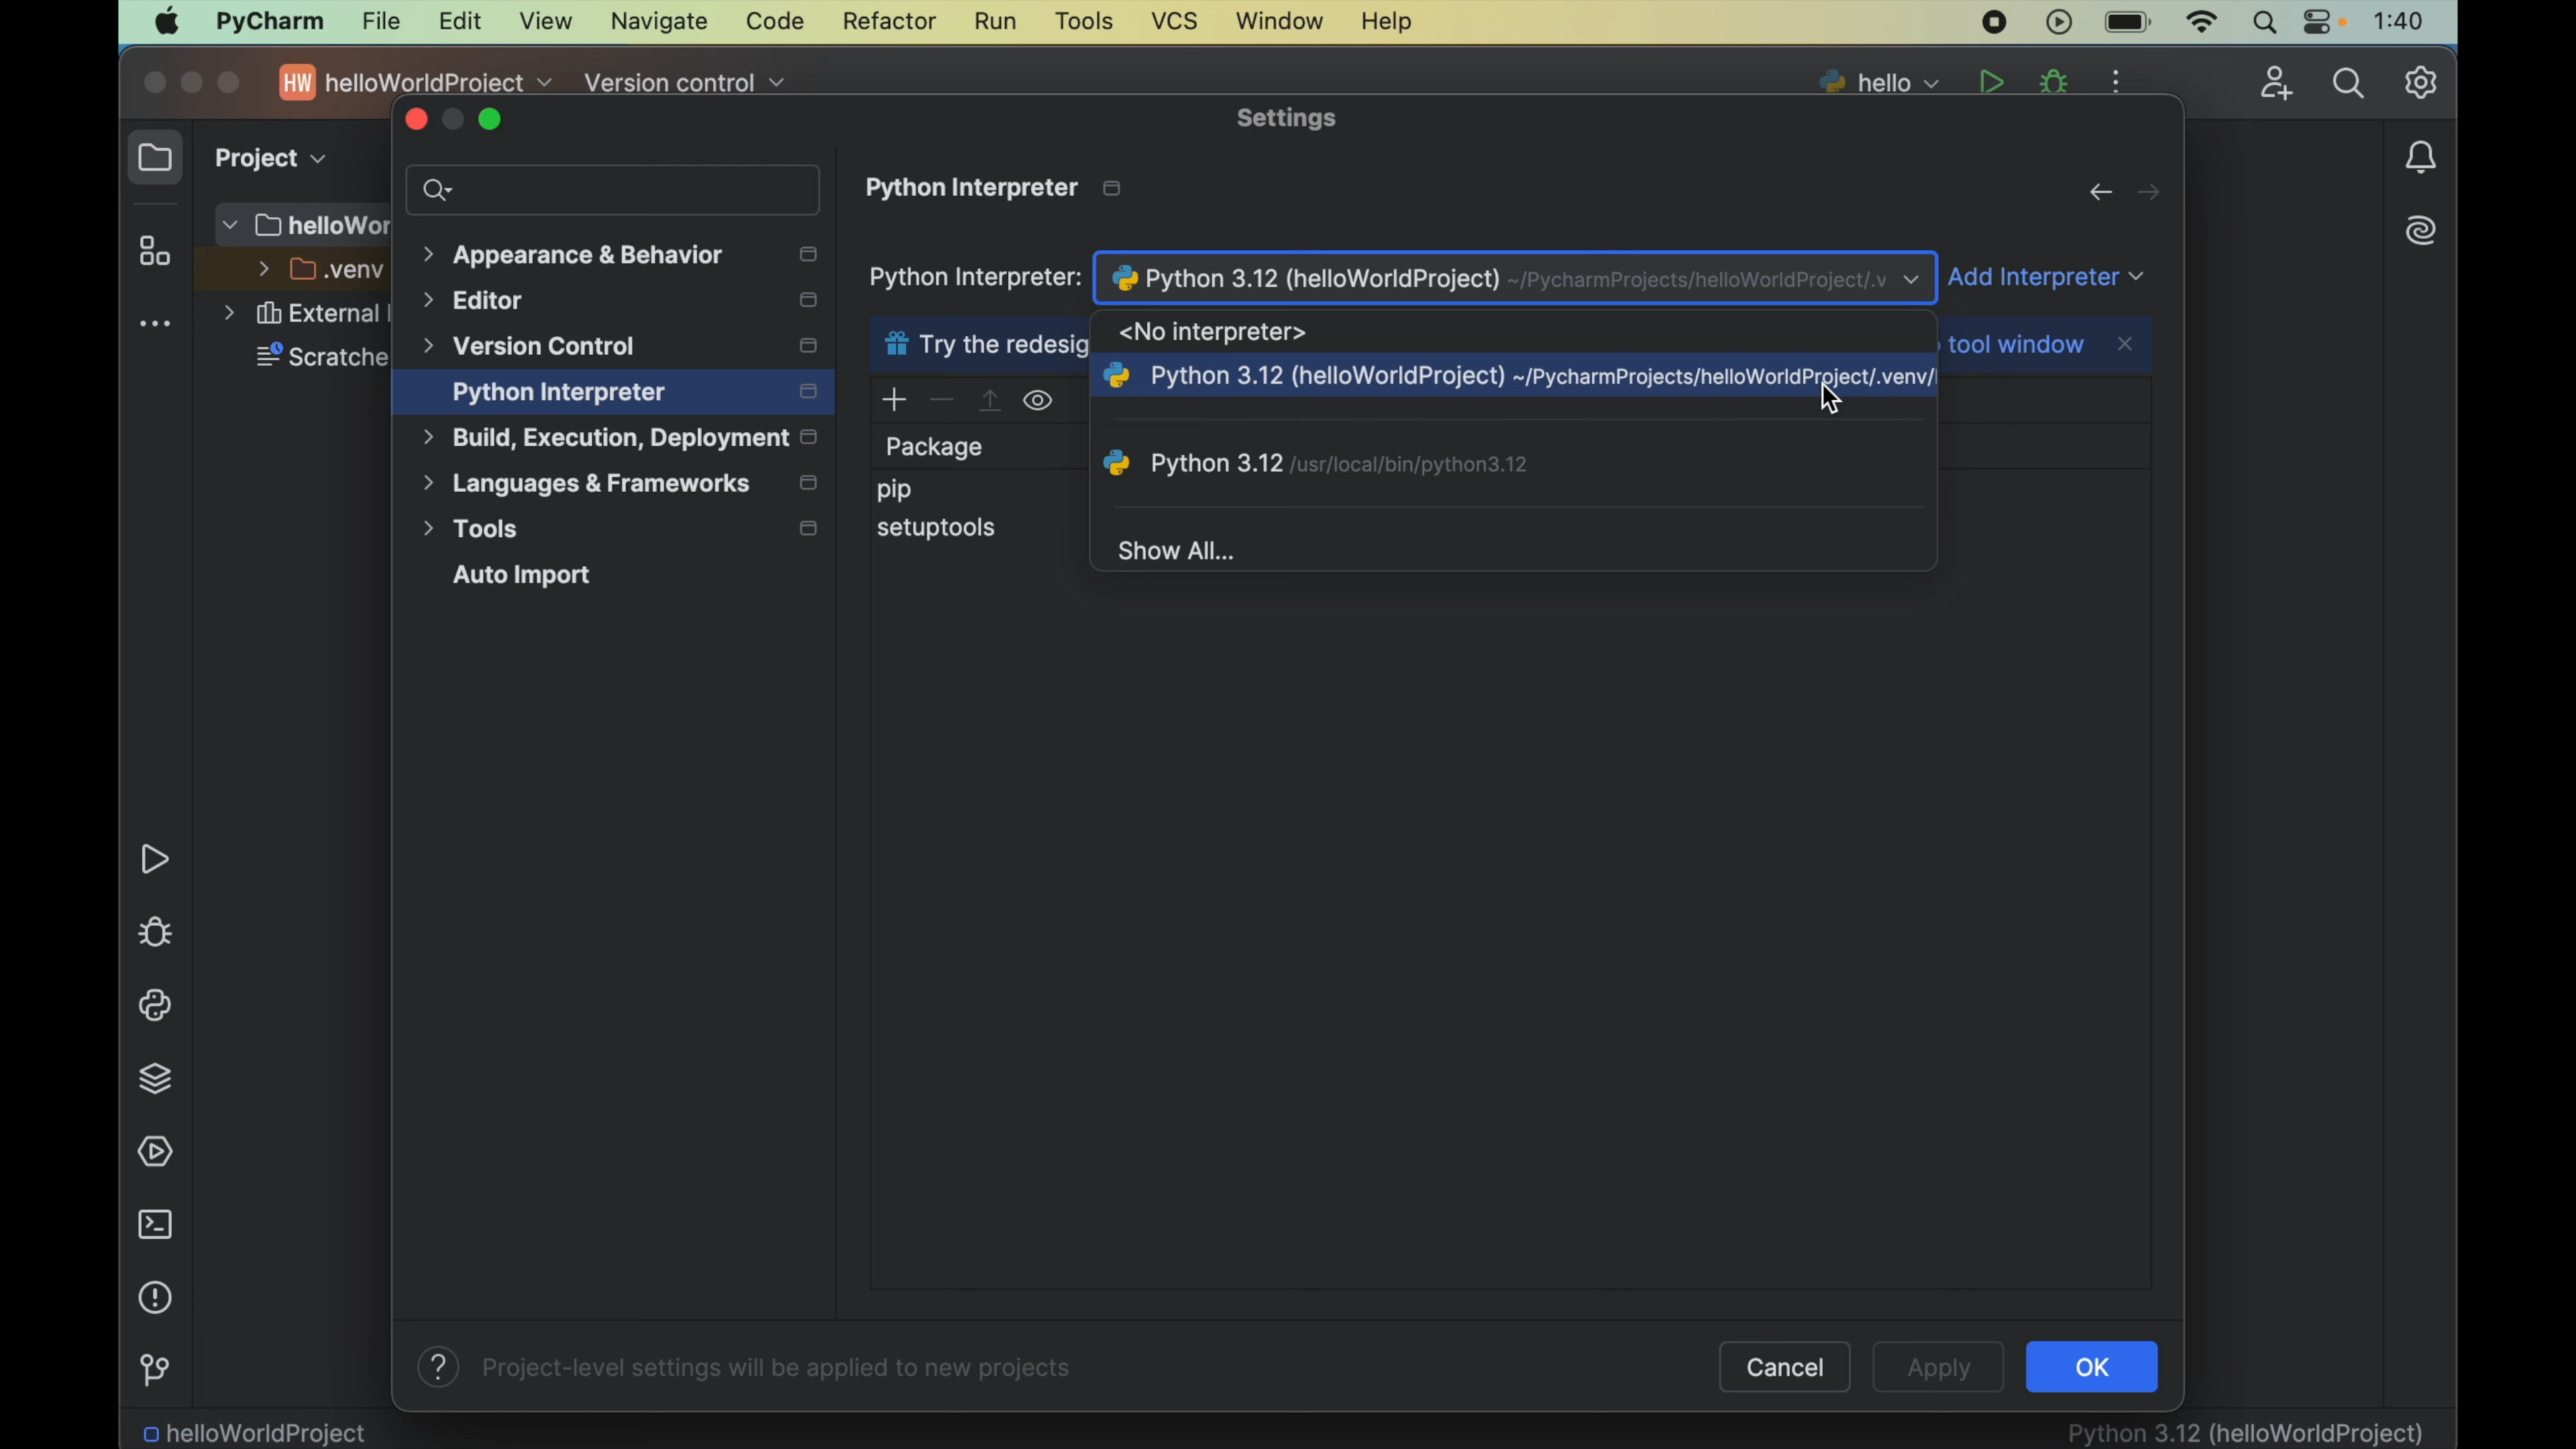 PyCharm File Edit View Navigate Code Refactor Run Tools VCS Window Help 1:40
HW helloWorldProject Version control hello
Settings
Project
Python Interpreter
helloWor
Appearance & Behavior
.venv
Python Interpreter: Python 3.12 (helloWorldProject) ~/PycharmProjects/helloWorldProject/.v Add Interpreter
Editor
External
<No interpreter>
Version Control
Try the redesig
tool window
Scratche
Python 3.12 (helloWorldProject) ~/PycharmProjects/helloWorldProject/.venv/
Python Interpreter
Build, Execution, Deployment
Package
Python 3.12 /usr/local/bin/python3.12
Languages & Frameworks
pip
Tools
setuptools
Show All...
Auto Import
? Project-level settings will be applied to new projects
Cancel Apply OK
helloWorldProject
Python 3.12 (helloWorldProject)